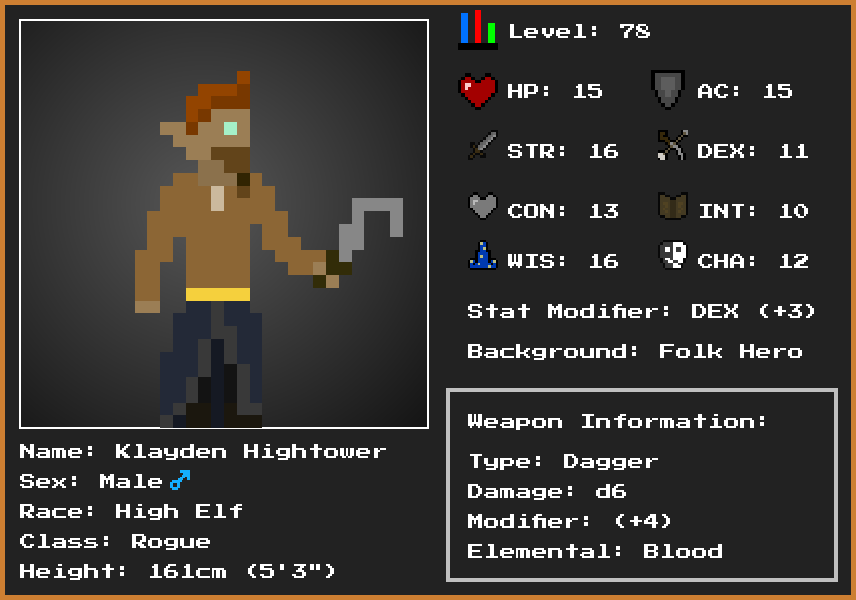 Level: 78
HP: 15
AC: 15
STR: 16
DEX: 11
CON: 13
INT: 10
WIS: 16
CHA: 12
Stat Modifier: DEX (+3)
Background: Folk Hero
Weapon Information:
Type: Dagger
Damage: d6
Modifier: (+4)
Elemental: Blood
Name: Klayden Hightower
Sex: Male ♂
Race: High Elf
Class: Rogue
Height: 161cm (5'3")